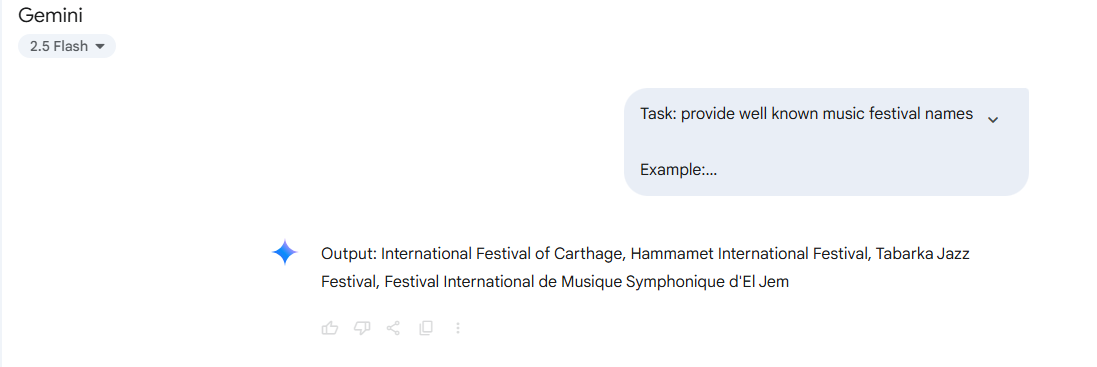 Gemini
2.5 Flash
Task: provide well known music festival names
Example:...
Output: International Festival of Carthage, Hammamet International Festival, Tabarka Jazz
Festival, Festival International de Musique Symphonique d'El Jem